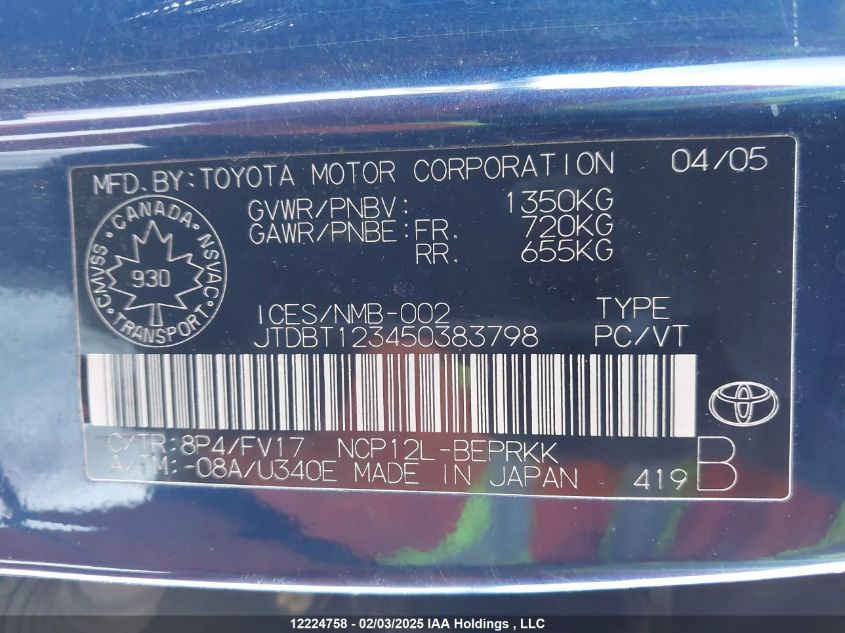 MFD.BY:TOYOTA MOTOR CORPORATION 04/05
GVWR/PNBV: 1350KG
GAWR/PNBE:FR. 720KG
RR. 655KG
CANADA
CMVSS NSVAC
930
TRANSPORT
ICES/NMB-002 TYPE
JTDBT123450383798 PC/VT
C/TR:8P4/FV17 NCP12L-BEPRKK
A/TM:-08A/U340E MADE IN JAPAN 419 B
12224758 - 02/03/2025 IAA Holdings , LLC